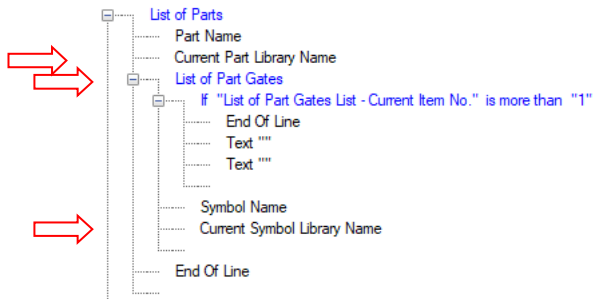 List of Parts
Part Name
Current Part Library Name
List of Part Gates
If "List of Part Gates List - Current Item No." is more than "1"
End Of Line
Text ""
Text ""
Symbol Name
Current Symbol Library Name
End Of Line